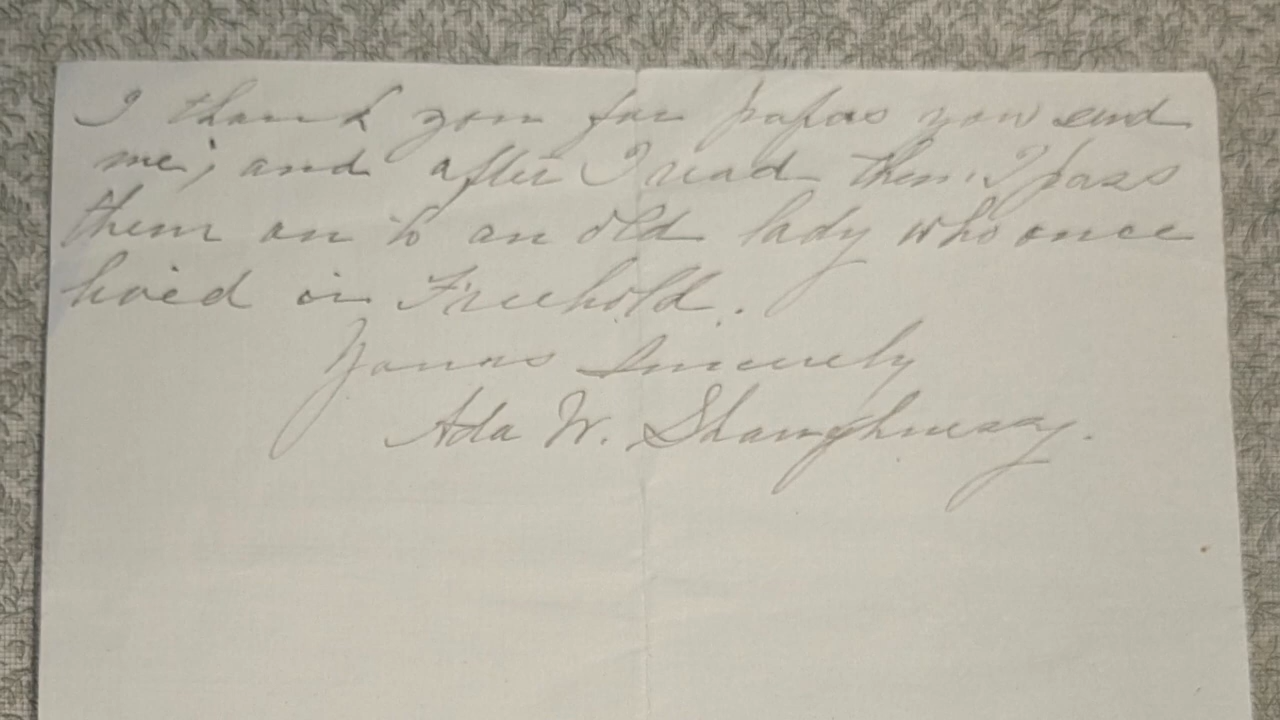 I thank you for papers you send
me; and after I read them. I pass
them on to an old lady who once
lived in Freehold.
Yours Sincerely
Ada W. Shaughnessy.